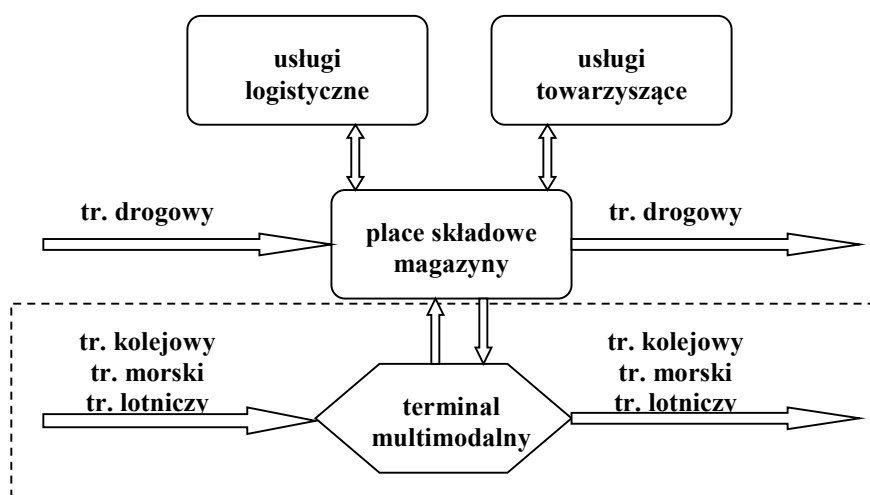 usługi
logistyczne
usługi
towarzyszące
tr. drogowy
place składowe
magazyny
tr. drogowy
tr. kolejowy
tr. morski
tr. lotniczy
terminal
multimodalny
tr. kolejowy
tr. morski
tr. lotniczy